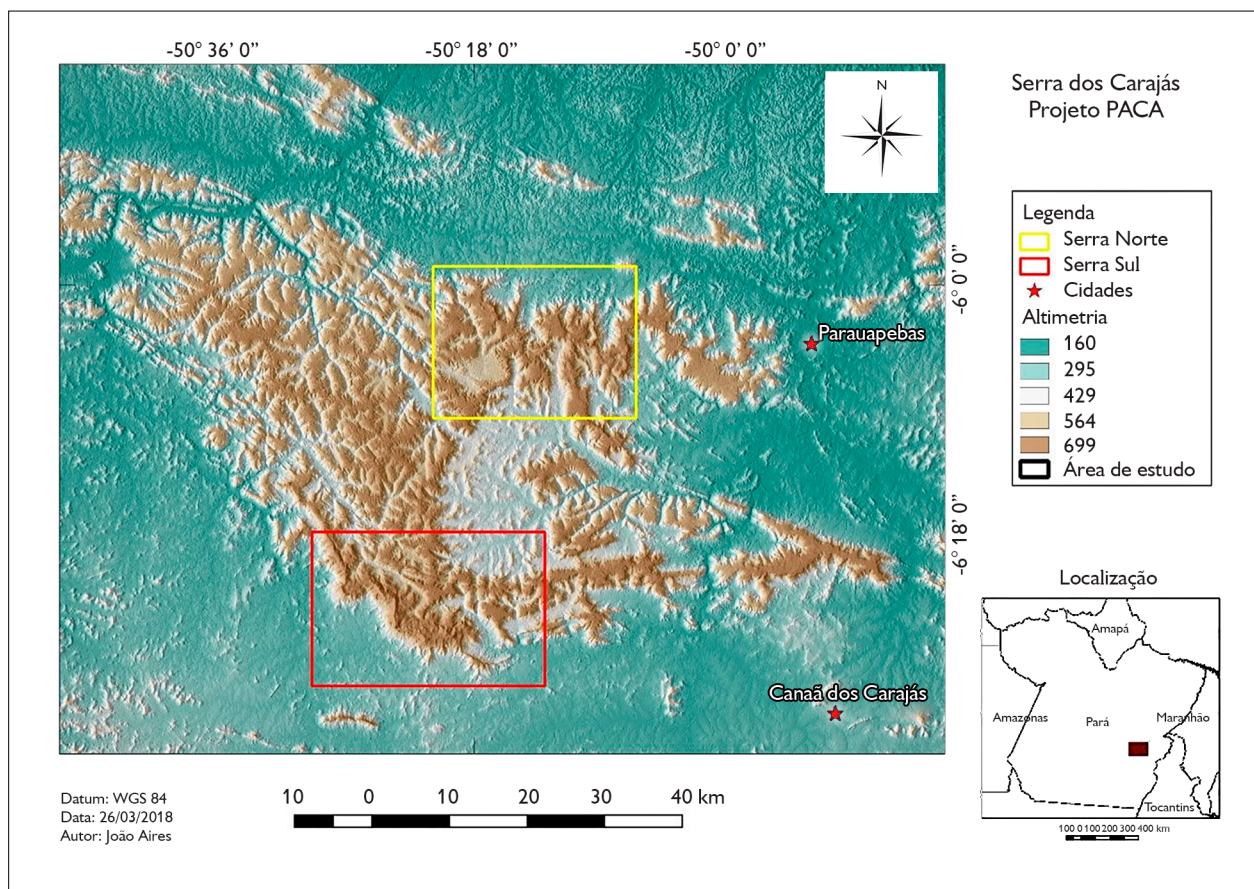 -50° 36' 0”
-50° 18' 0”
-50° 0' 0”
N
Serra dos Carajás
Projeto PACA
Legenda
Serra Norte
Serra Sul
Cidades
Altimetria
160
295
429
564
699
Área de estudo
-6° 0' 0”
Parauapebas
-6° 18' 0”
Canaã dos Carajás
Localização
Amapá
Amazonas
Pará
Maranhão
Tocantins
100 0 100 200 300 400 km
Datum: WGS 84
Data: 26/03/2018
Autor: João Aires
10 0 10 20 30 40 km